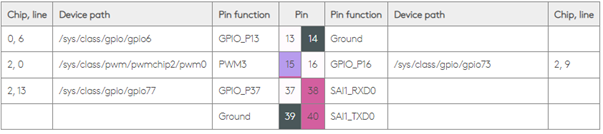 Chip, line Device path Pin function Pin Pin function Device path Chip, line
0, 6 /sys/class/gpio/gpio6 GPIO_P13 13 14 Ground
2, 0 /sys/class/pwm/pwmchip2/pwm0 PWM3 15 16 GPIO_P16 /sys/class/gpio/gpio73 2, 9
2, 13 /sys/class/gpio/gpio77 GPIO_P37 37 38 SAI1_RXD0
Ground 39 40 SAI1_TXD0